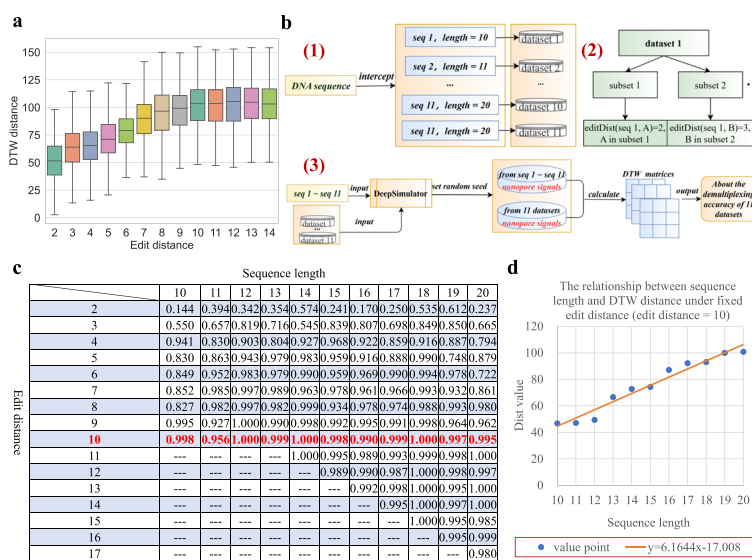 a
DTW distance
150
125
100
75
50
25
0
2 3 4 5 6 7 8 9 10 11 12 13 14
Edit distance
b
(1)
DNA sequence
intercept
seq 1, length = 10
seq 2, length = 11
...
seq 11, length = 20
seq 11, length = 20
dataset 1
dataset 2
...
dataset 10
dataset 11
(2)
dataset 1
subset 1
subset 2
editDist(seq 1, A)=2,
A in subset 1
editDist(seq 1, B)=3,
B in subset 2
(3)
seq 1 ~ seq 11
input
dataset 1
...
dataset 11
input
DeepSimulator
set random seed
from seq 1 ~ seq 11
nanopore signals
from 11 datasets
nanopore signals
calculate
DTW matrices
output
About the
demultiplexing
accuracy of 11
datasets
c
Sequence length
Edit distance
10 11 12 13 14 15 16 17 18 19 20
2 0.144 0.394 0.342 0.354 0.574 0.241 0.170 0.250 0.535 0.612 0.237
3 0.550 0.657 0.819 0.716 0.545 0.839 0.807 0.698 0.849 0.850 0.665
4 0.941 0.830 0.903 0.804 0.927 0.968 0.922 0.859 0.916 0.887 0.794
5 0.830 0.863 0.943 0.979 0.983 0.959 0.916 0.888 0.990 0.748 0.879
6 0.849 0.952 0.983 0.979 0.990 0.959 0.969 0.990 0.994 0.978 0.722
7 0.852 0.985 0.997 0.989 0.963 0.978 0.961 0.966 0.993 0.932 0.861
8 0.827 0.982 0.997 0.982 0.999 0.934 0.978 0.974 0.988 0.993 0.980
9 0.995 0.927 1.000 0.990 0.998 0.992 0.995 0.991 0.998 0.964 0.962
10 0.998 0.956 1.000 0.999 1.000 0.998 0.990 0.999 1.000 0.997 0.995
11 --- --- --- --- 1.000 0.995 0.989 0.993 0.999 0.998 1.000
12 --- --- --- --- --- 0.989 0.990 0.987 1.000 0.998 0.997
13 --- --- --- --- --- --- 0.992 0.998 1.000 0.995 1.000
14 --- --- --- --- --- --- --- 0.995 1.000 0.997 1.000
15 --- --- --- --- --- --- --- --- 1.000 0.995 0.985
16 --- --- --- --- --- --- --- --- --- 0.995 0.999
17 --- --- --- --- --- --- --- --- --- --- 0.980
d
The relationship between sequence
length and DTW distance under fixed
edit distance (edit distance = 10)
Dist value
120
100
80
60
40
20
0
10 11 12 13 14 15 16 17 18 19 20
Sequence length
value point
y=6.1644x-17.008